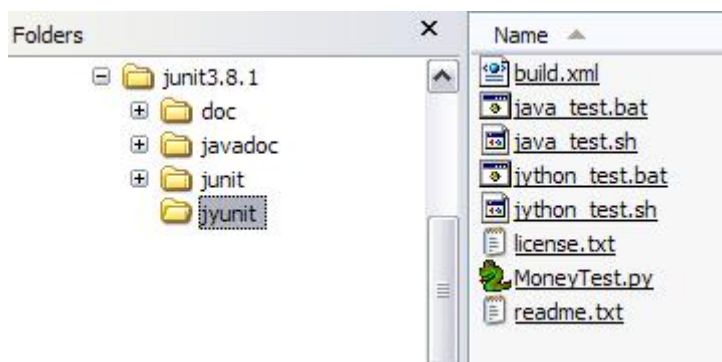 Folders
junit3.8.1
doc
javadoc
junit
jyunit
Name
build.xml
java_test.bat
java_test.sh
jython_test.bat
jython_test.sh
license.txt
MoneyTest.py
readme.txt